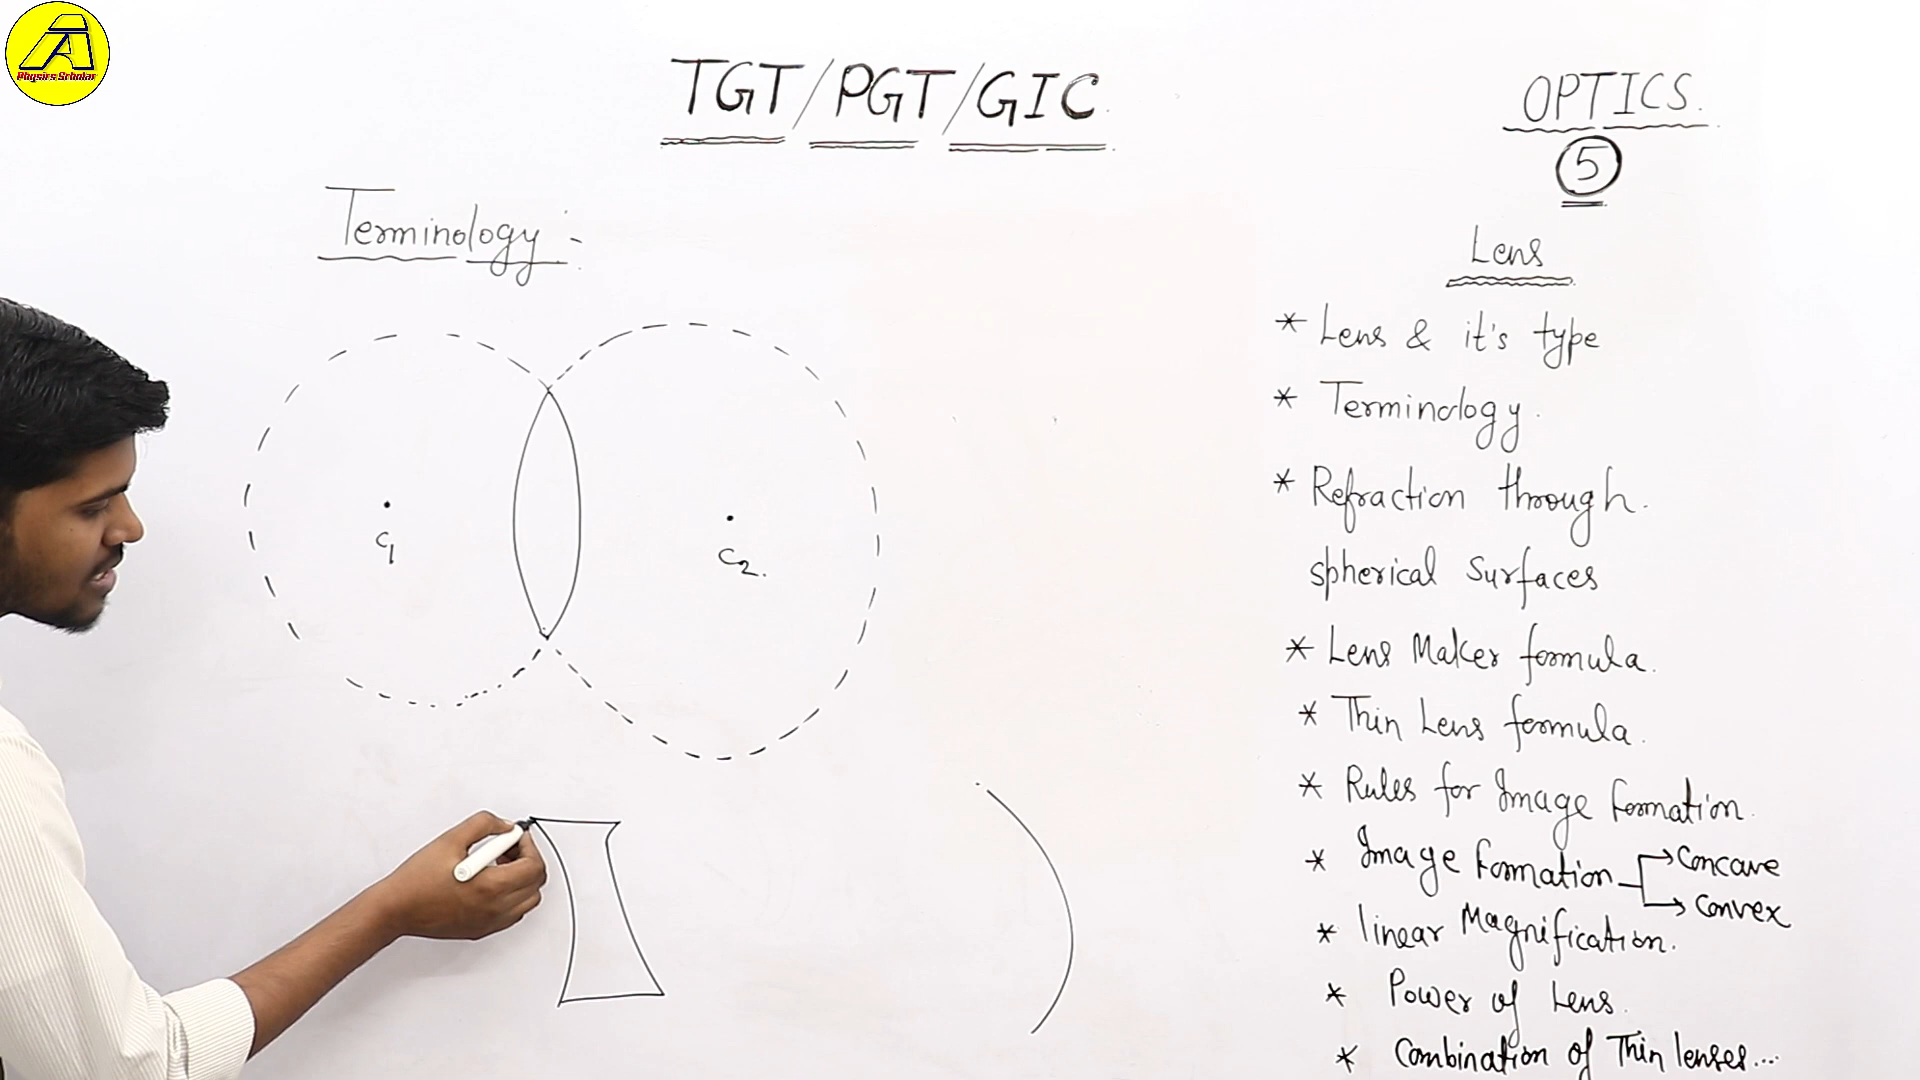 A
Physics Scholar
TGT/PGT/GIC
OPTICS.
5
Terminology :-
Lens
* Lens & it's type
* Terminology.
* Refraction through.
spherical surfaces
* Lens Maker formula.
* Thin Lens formula.
* Rules for Image formation.
* Image formation → concave
→ convex
* linear Magnification.
* Power of Lens.
* Combination of Thin lenses...
C1
C2.